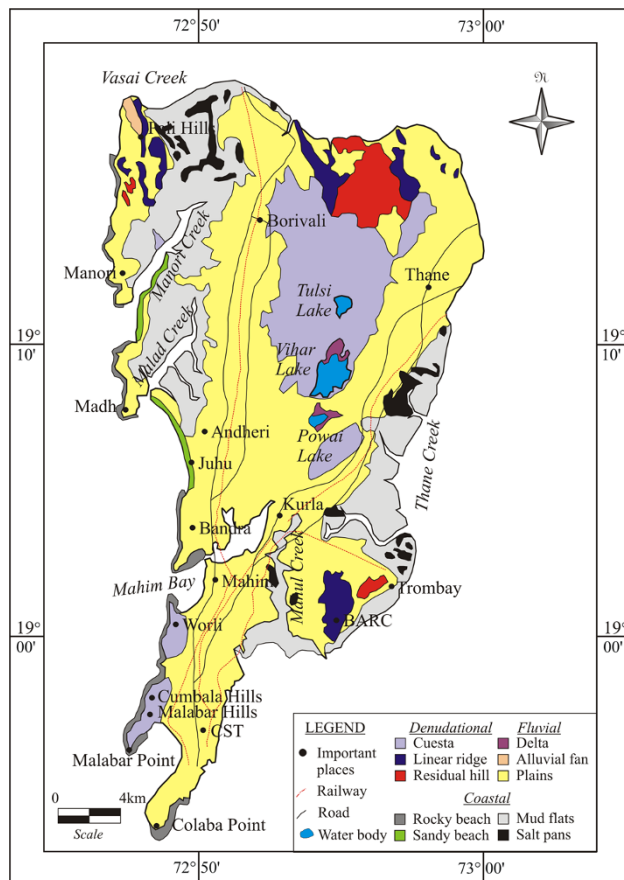 72°50'
73°00'
Vasai Creek
Pali Hills
Borivali
Manori
Manori Creek
Thane
Tulsi
Lake
19°
10'
19°
10'
Malad Creek
Vihar
Lake
Madh
Andheri
Powai
Lake
Thane Creek
Juhu
Kurla
Bandra
Mahim Bay
Mahim
Mahul Creek
Trombay
BARC
Worli
19°
00'
19°
00'
Cumbala Hills
Malabar Hills
CST
Malabar Point
Colaba Point
0 4km
Scale
LEGEND
Important
places
Railway
Road
Water body
Denudational
Cuesta
Linear ridge
Residual hill
Fluvial
Delta
Alluvial fan
Plains
Coastal
Rocky beach
Sandy beach
Mud flats
Salt pans
72°50'
73°00'